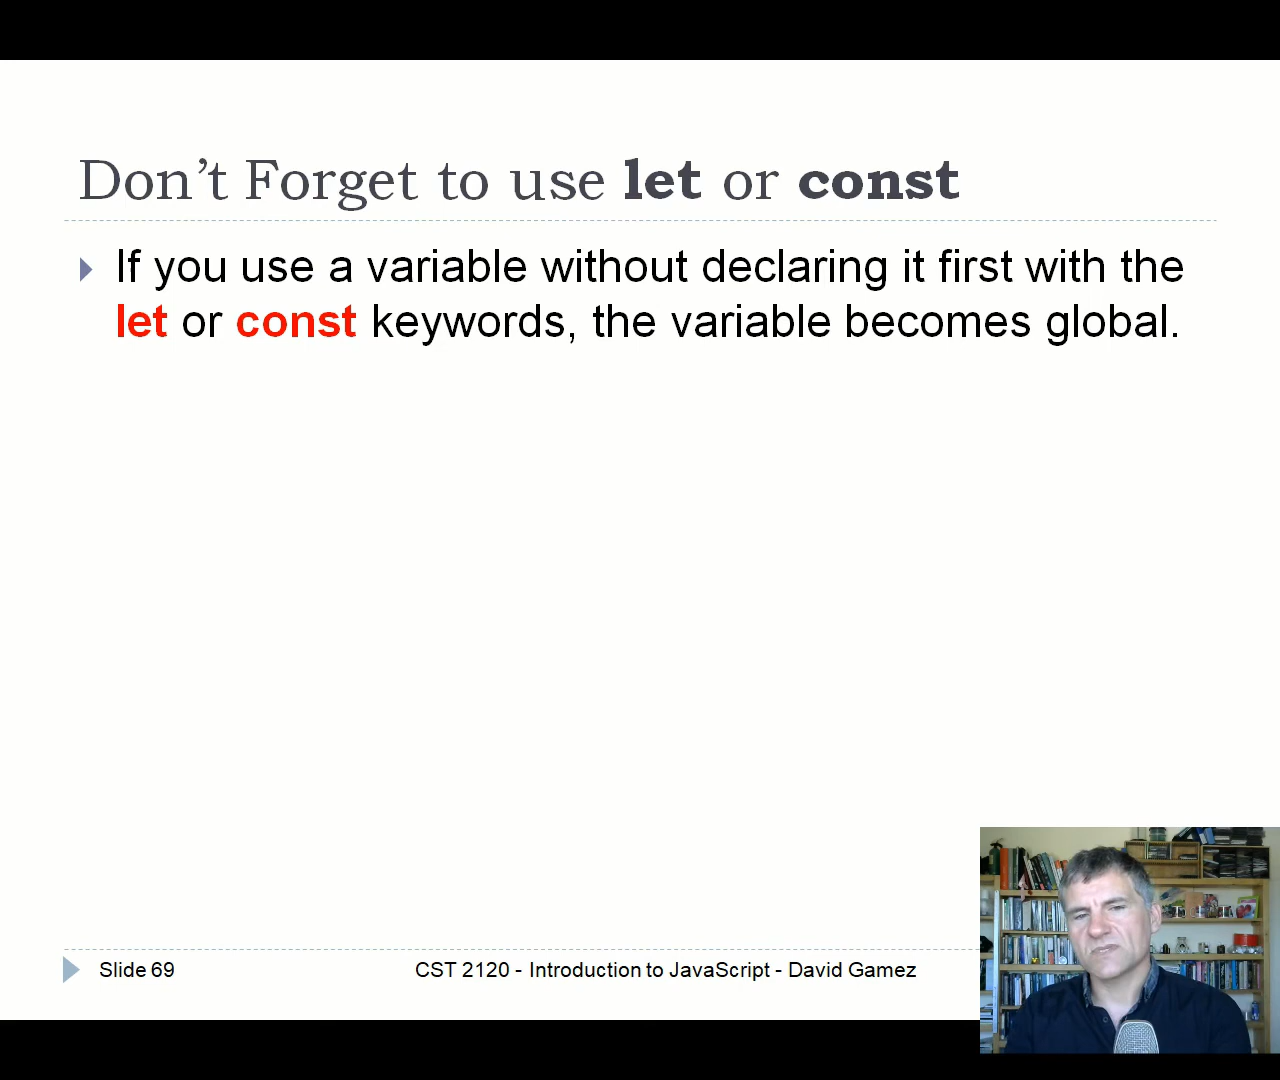 Don't Forget to use let or const
If you use a variable without declaring it first with the
let or const keywords, the variable becomes global.
Slide 69
CST 2120 - Introduction to JavaScript - David Gamez